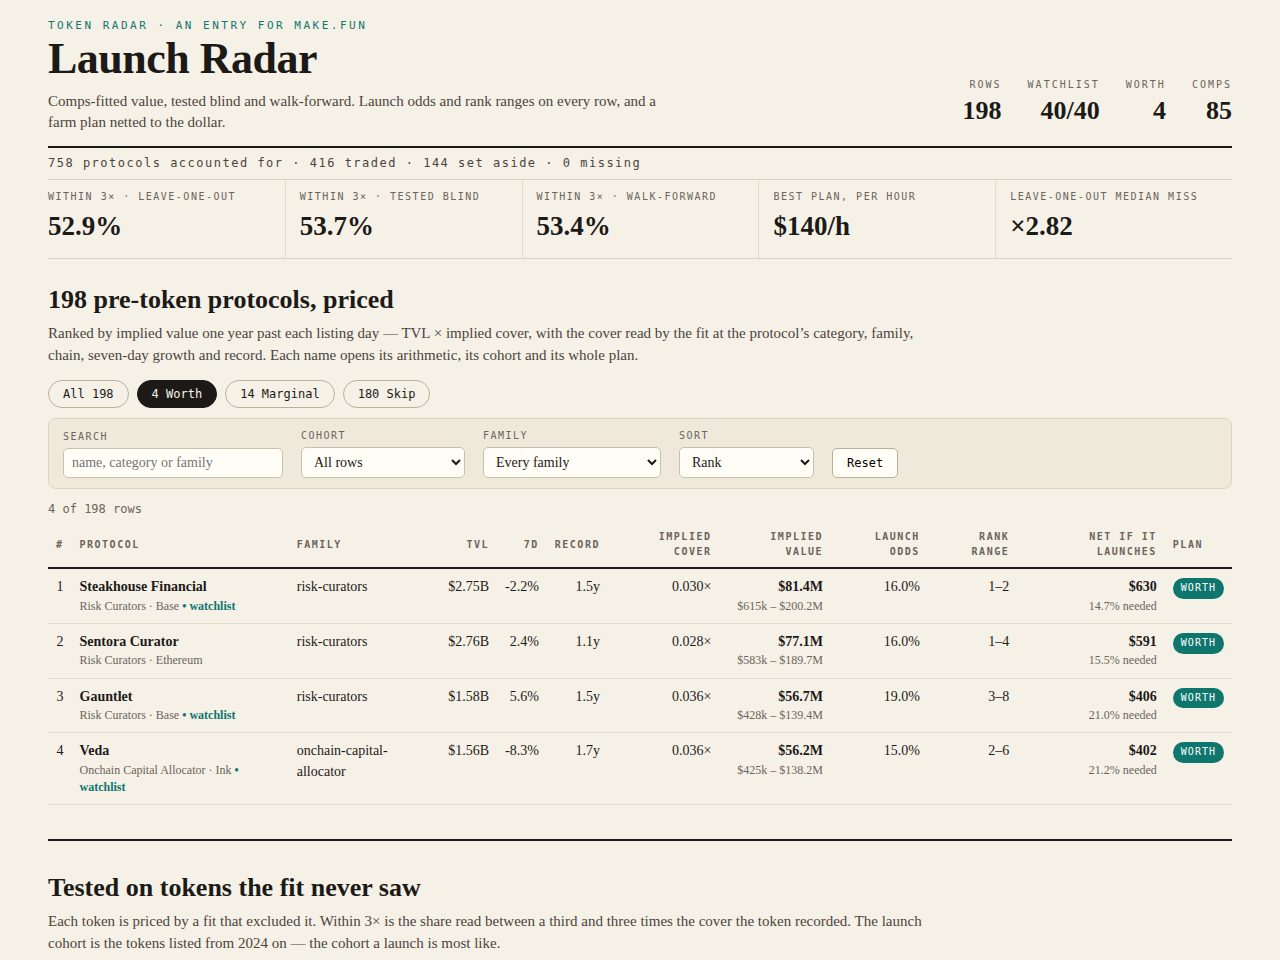 TOKEN RADAR · AN ENTRY FOR MAKE.FUN
Launch Radar
Comps-fitted value, tested blind and walk-forward. Launch odds and rank ranges on every row, and a
farm plan netted to the dollar.
ROWS WATCHLIST WORTH COMPS
198 40/40 4 85
758 protocols accounted for · 416 traded · 144 set aside · 0 missing
WITHIN 3× · LEAVE-ONE-OUT
52.9%
WITHIN 3× · TESTED BLIND
53.7%
WITHIN 3× · WALK-FORWARD
53.4%
BEST PLAN, PER HOUR
$140/h
LEAVE-ONE-OUT MEDIAN MISS
×2.82
198 pre-token protocols, priced
Ranked by implied value one year past each listing day — TVL × implied cover, with the cover read by the fit at the protocol’s category, family,
chain, seven-day growth and record. Each name opens its arithmetic, its cohort and its whole plan.
All 198 4 Worth 14 Marginal 180 Skip
SEARCH COHORT FAMILY SORT
name, category or family All rows Every family Rank Reset
4 of 198 rows
# PROTOCOL FAMILY TVL 7D RECORD IMPLIED COVER IMPLIED VALUE LAUNCH ODDS RANK RANGE NET IF IT LAUNCHES PLAN
1 Steakhouse Financial risk-curators $2.75B -2.2% 1.5y 0.030× $81.4M 16.0% 1–2 $630 WORTH
Risk Curators · Base • watchlist $615k – $200.2M 14.7% needed
2 Sentora Curator risk-curators $2.76B 2.4% 1.1y 0.028× $77.1M 16.0% 1–4 $591 WORTH
Risk Curators · Ethereum $583k – $189.7M 15.5% needed
3 Gauntlet risk-curators $1.58B 5.6% 1.5y 0.036× $56.7M 19.0% 3–8 $406 WORTH
Risk Curators · Base • watchlist $428k – $139.4M 21.0% needed
4 Veda onchain-capital- $1.56B -8.3% 1.7y 0.036× $56.2M 15.0% 2–6 $402 WORTH
Onchain Capital Allocator · Ink • allocator $425k – $138.2M 21.2% needed
watchlist
Tested on tokens the fit never saw
Each token is priced by a fit that excluded it. Within 3× is the share read between a third and three times the cover the token recorded. The launch
cohort is the tokens listed from 2024 on — the cohort a launch is most like.